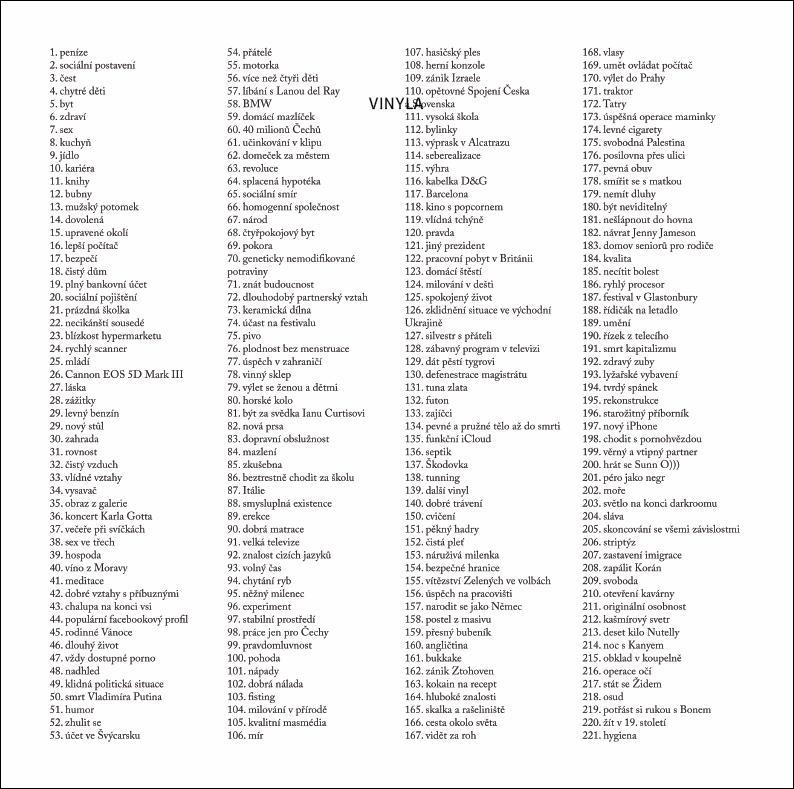 1. peníze
2. sociální postavení
3. čest
4. chytré děti
5. byt
6. zdraví
7. sex
8. kuchyň
9. jídlo
10. kariéra
11. knihy
12. bubny
13. mužský potomek
14. dovolená
15. upravené okolí
16. lepší počítač
17. bezpečí
18. čistý dům
19. plný bankovní účet
20. sociální pojištění
21. prázdná školka
22. necikánští sousedé
23. blízkost hypermarketu
24. rychlý scanner
25. mládí
26. Cannon EOS 5D Mark III
27. láska
28. zážitky
29. levný benzín
29. nový stůl
30. zahrada
31. rovnost
32. čistý vzduch
33. vlídné vztahy
34. vysavač
35. obraz z galerie
36. koncert Karla Gotta
37. večeře při svíčkách
38. sex ve třech
39. hospoda
40. víno z Moravy
41. meditace
42. dobré vztahy s příbuznými
43. chalupa na konci vsi
44. populární facebookový profil
45. rodinné Vánoce
46. dlouhý život
47. vždy dostupné porno
48. nadhled
49. klidná politická situace
50. smrt Vladimíra Putina
51. humor
52. zhulit se
53. účet ve Švýcarsku
54. přátelé
55. motorka
56. více než čtyři děti
57. líbání s Lanou del Ray
58. BMW
59. domácí mazlíček
60. 40 milionů Čechů
61. učinkování v klipu
62. domeček za městem
63. revoluce
64. splacená hypotéka
65. sociální smír
66. homogenní společnost
67. národ
68. čtyřpokojový byt
69. pokora
70. geneticky nemodifikované
potraviny
71. znát budoucnost
72. dlouhodobý partnerský vztah
73. keramická dílna
74. účast na festivalu
75. pivo
76. plodnost bez menstruace
77. úspěch v zahraničí
78. vinný sklep
79. výlet se ženou a dětmi
80. horské kolo
81. být za svědka Ianu Curtisovi
82. nová prsa
83. dopravní obslužnost
84. mazlení
85. zkušebna
86. beztrestně chodit za školu
87. Itálie
88. smysluplná existence
89. erekce
90. dobrá matrace
91. velká televize
92. znalost cizích jazyků
93. volný čas
94. chytání ryb
95. něžný milenec
96. experiment
97. stabilní prostředí
98. práce jen pro Čechy
99. pravdomluvnost
100. pohoda
101. nápady
102. dobrá nálada
103. fisting
104. milování v přírodě
105. kvalitní masmédia
106. mír
107. hasičský ples
108. herní konzole
109. zánik Izraele
110. opětovné Spojení Česka
a Slovenska
VINYLA
111. vysoká škola
112. bylinky
113. výprask v Alcatrazu
114. seberealizace
115. výhra
116. kabelka D&G
117. Barcelona
118. kino s popcornem
119. vlídná tchýně
120. pravda
121. jiný prezident
122. pracovní pobyt v Británii
123. domácí štěstí
124. milování v dešti
125. spokojený život
126. zklidnění situace ve východní
Ukrajině
127. silvestr s přáteli
128. zábavný program v televizi
129. dát pěstí tygrovi
130. defenestrace magistrátu
131. tuna zlata
132. futon
133. zajíčci
134. pevné a pružné tělo až do smrti
135. funkční iCloud
136. septik
137. Škodovka
138. tunning
139. další vinyl
140. dobré trávení
150. cvičení
151. pěkný hadry
152. čistá pleť
153. náruživá milenka
154. bezpečné hranice
155. vítězství Zelených ve volbách
156. úspěch na pracovišti
157. narodit se jako Němec
158. postel z masivu
159. přesný bubeník
160. angličtina
161. bukkake
162. zánik Ztohoven
163. kokain na recept
164. hluboké znalosti
165. skalka a rašeliniště
166. cesta okolo světa
167. vidět za roh
168. vlasy
169. umět ovládat počítač
170. výlet do Prahy
171. traktor
172. Tatry
173. úspěšná operace maminky
174. levné cigarety
175. svobodná Palestina
176. posilovna přes ulici
177. pevná obuv
178. smířit se s matkou
179. nemít dluhy
180. být neviditelný
181. nešlápnout do hovna
182. návrat Jenny Jameson
183. domov seniorů pro rodiče
184. kvalita
185. necítit bolest
186. ryhlý procesor
187. festival v Glastonbury
188. řídičák na letadlo
189. umění
190. řízek z telecího
191. smrt kapitalizmu
192. zdravý zuby
193. lyžařské vybavení
194. tvrdý spánek
195. rekonstrukce
196. starožitný příborník
197. nový iPhone
198. chodit s pornohvězdou
199. věrný a vtipný partner
200. hrát se Sunn O)))
201. péro jako negr
202. moře
203. světlo na konci darkroomu
204. sláva
205. skoncování se všemi závislostmi
206. striptýz
207. zastavení imigrace
208. zapálit Korán
209. svoboda
210. otevření kavárny
211. originální osobnost
212. kašmírový svetr
213. deset kilo Nutelly
214. noc s Kanyem
215. obklad v koupelně
216. operace očí
217. stát se Židem
218. osud
219. potřást si rukou s Bonem
220. žít v 19. století
221. hygiena